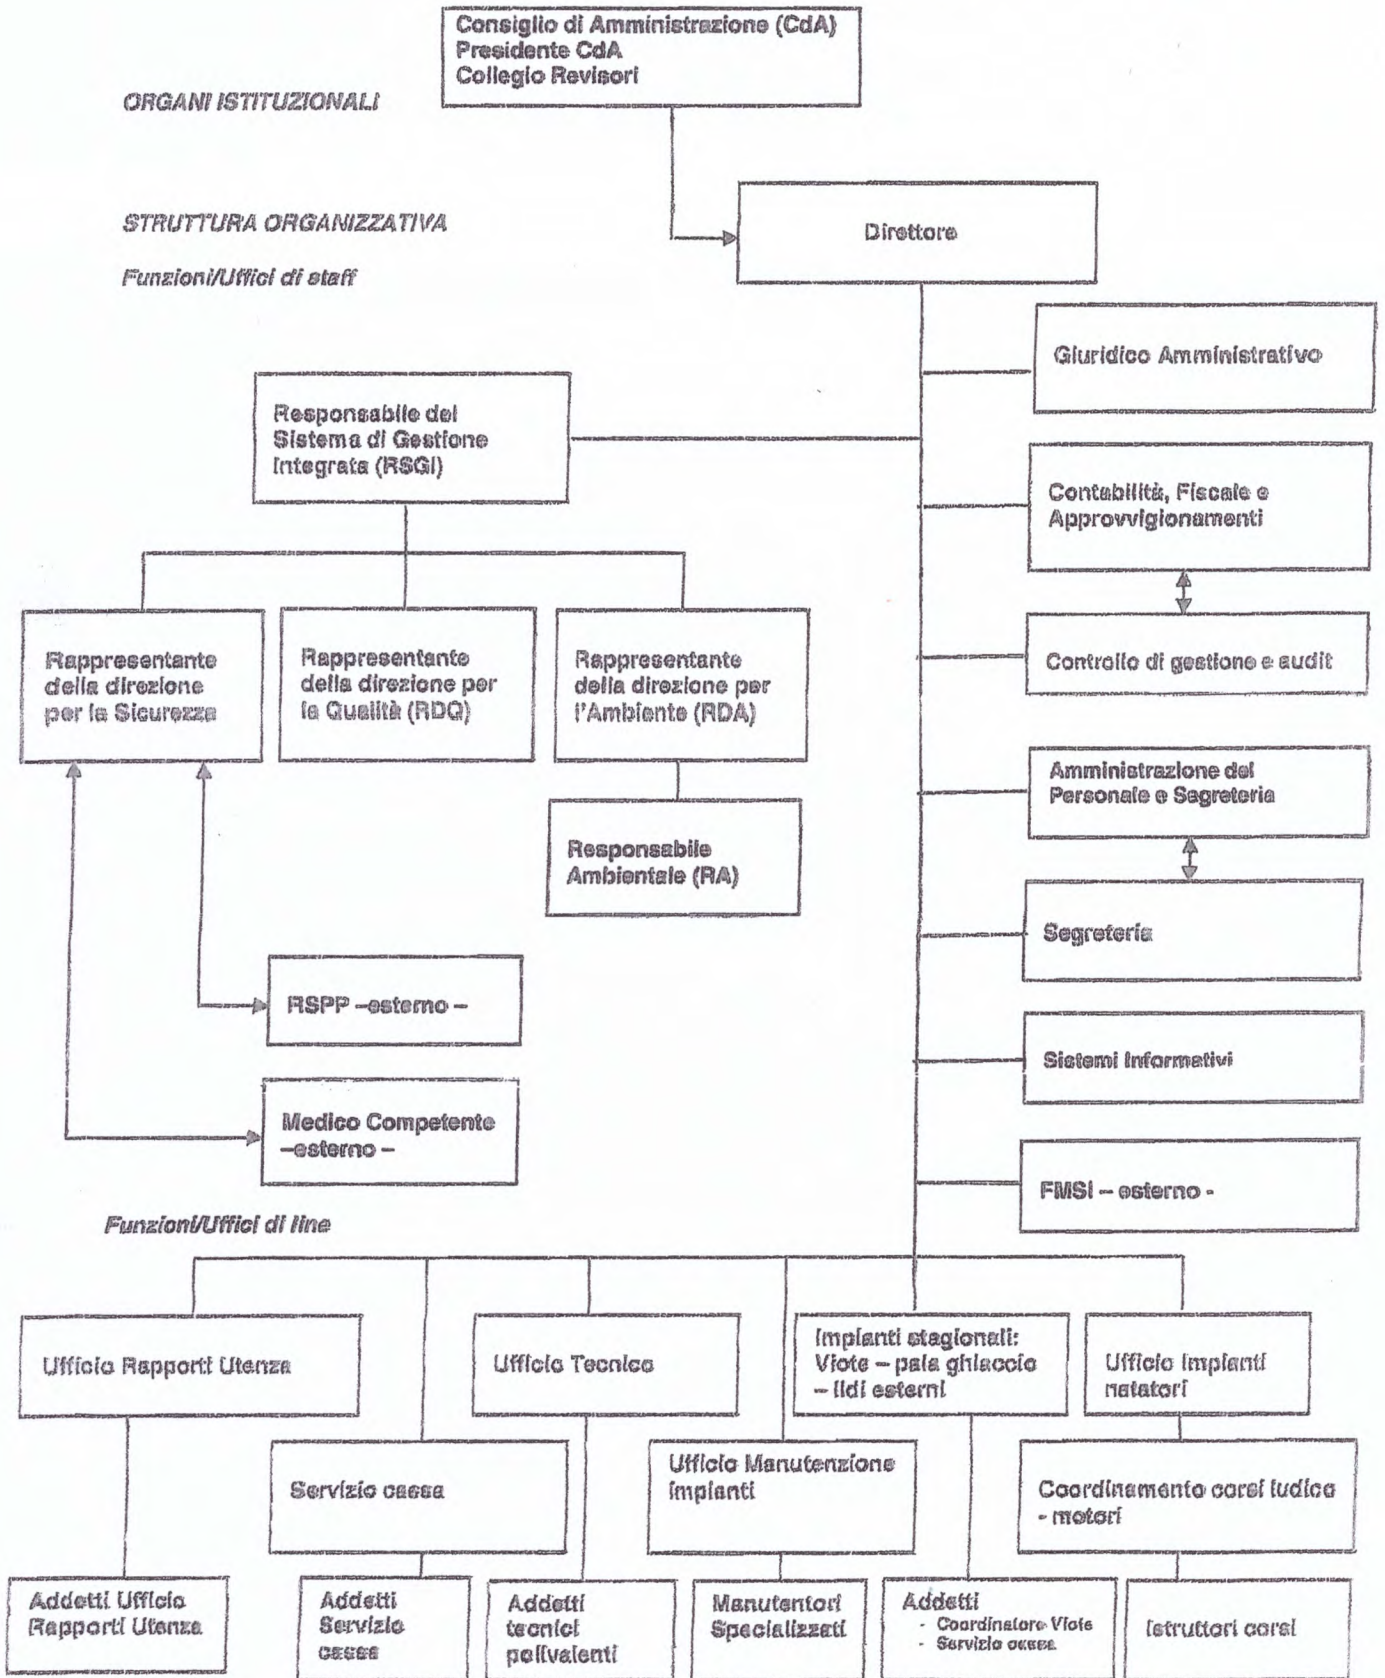 Consiglio di Amministrazione (CdA)
Presidente CdA
Collegio Revisori
ORGANI ISTITUZIONALI
STRUTTURA ORGANIZZATIVA
Direttore
Funzioni/Uffici di staff
Giuridico Amministrativo
Responsabile del
Sistema di Gestione
Integrata (RSGI)
Contabilità, Fiscale e
Approvvigionamenti
Rappresentante
della direzione
per la Sicurezza
Rappresentante
della direzione per
la Qualità (RDQ)
Rappresentante
della direzione per
l'Ambiente (RDA)
Controllo di gestione e audit
Amministrazione del
Personale e Segreteria
Responsabile
Ambientale (RA)
Segreteria
RSPP –esterno –
Sistemi Informativi
Medico Competente
–esterno –
FMSI – esterno -
Funzioni/Uffici di line
Ufficio Rapporti Utenza
Ufficio Tecnico
Impianti stagionali:
Viote – pala ghiaccio
– lidi esterni
Ufficio Impianti
natatori
Servizio cassa
Ufficio Manutenzione
impianti
Coordinamento corsi ludico
- motori
Addetti Ufficio
Rapporti Utenza
Addetti
Servizio
cassa
Addetti
tecnici
polivalenti
Manutentori
Specializzati
Addetti
- Coordinatore Viote
- Servizio cassa
Istruttori corsi